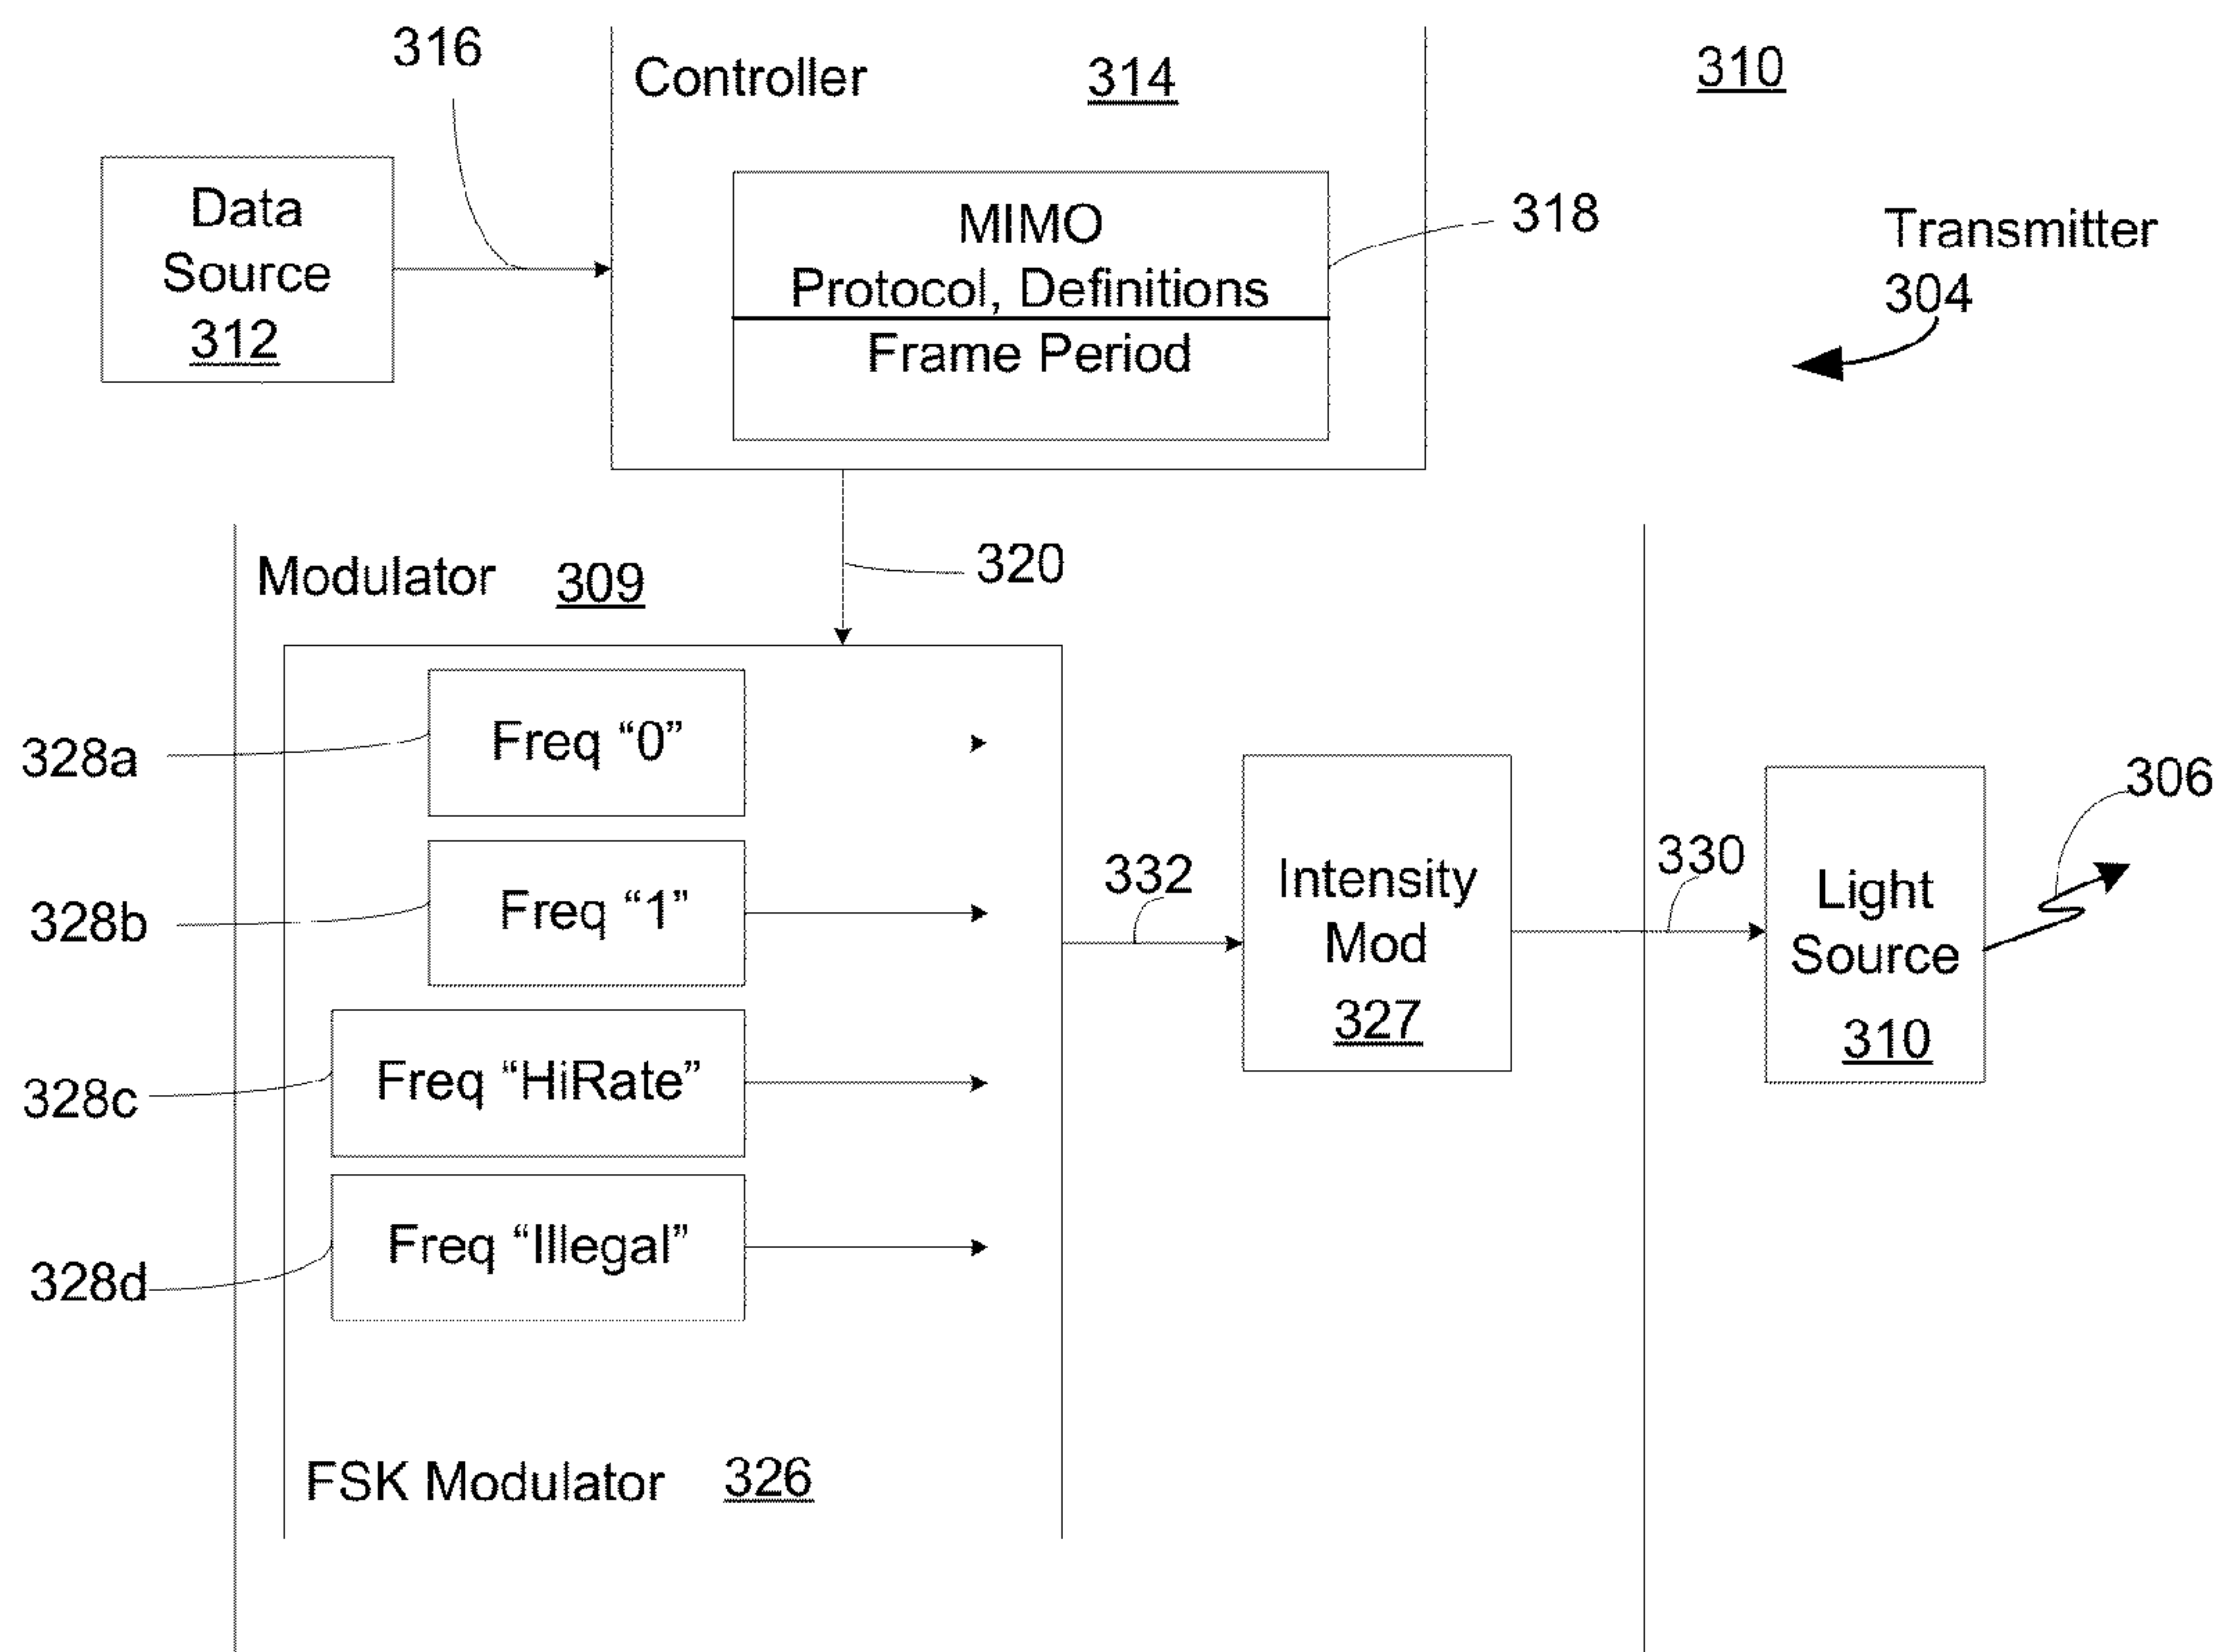 316
Controller 314
310
Data
Source
312
MIMO
Protocol, Definitions
Frame Period
318
Transmitter
304
Modulator 309
320
328a
Freq “0”
328b
Freq “1”
328c
Freq “HiRate”
328d
Freq “Illegal”
FSK Modulator 326
332
Intensity
Mod
327
330
Light
Source
310
306